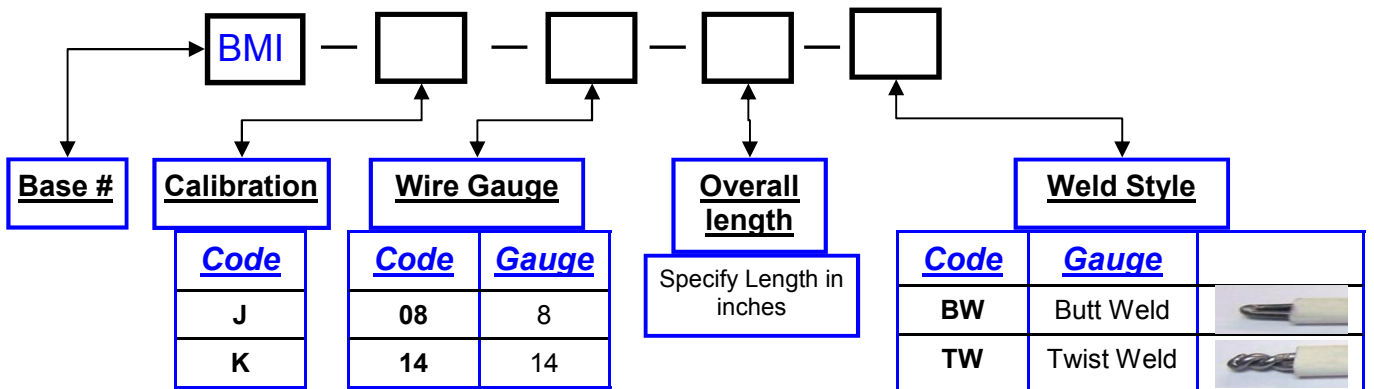 BMI — — — —
Base #
Calibration
Wire Gauge
Overall
length
Weld Style
Code
J
K
Code Gauge
08 8
14 14
Specify Length in
inches
Code Gauge
BW Butt Weld
TW Twist Weld